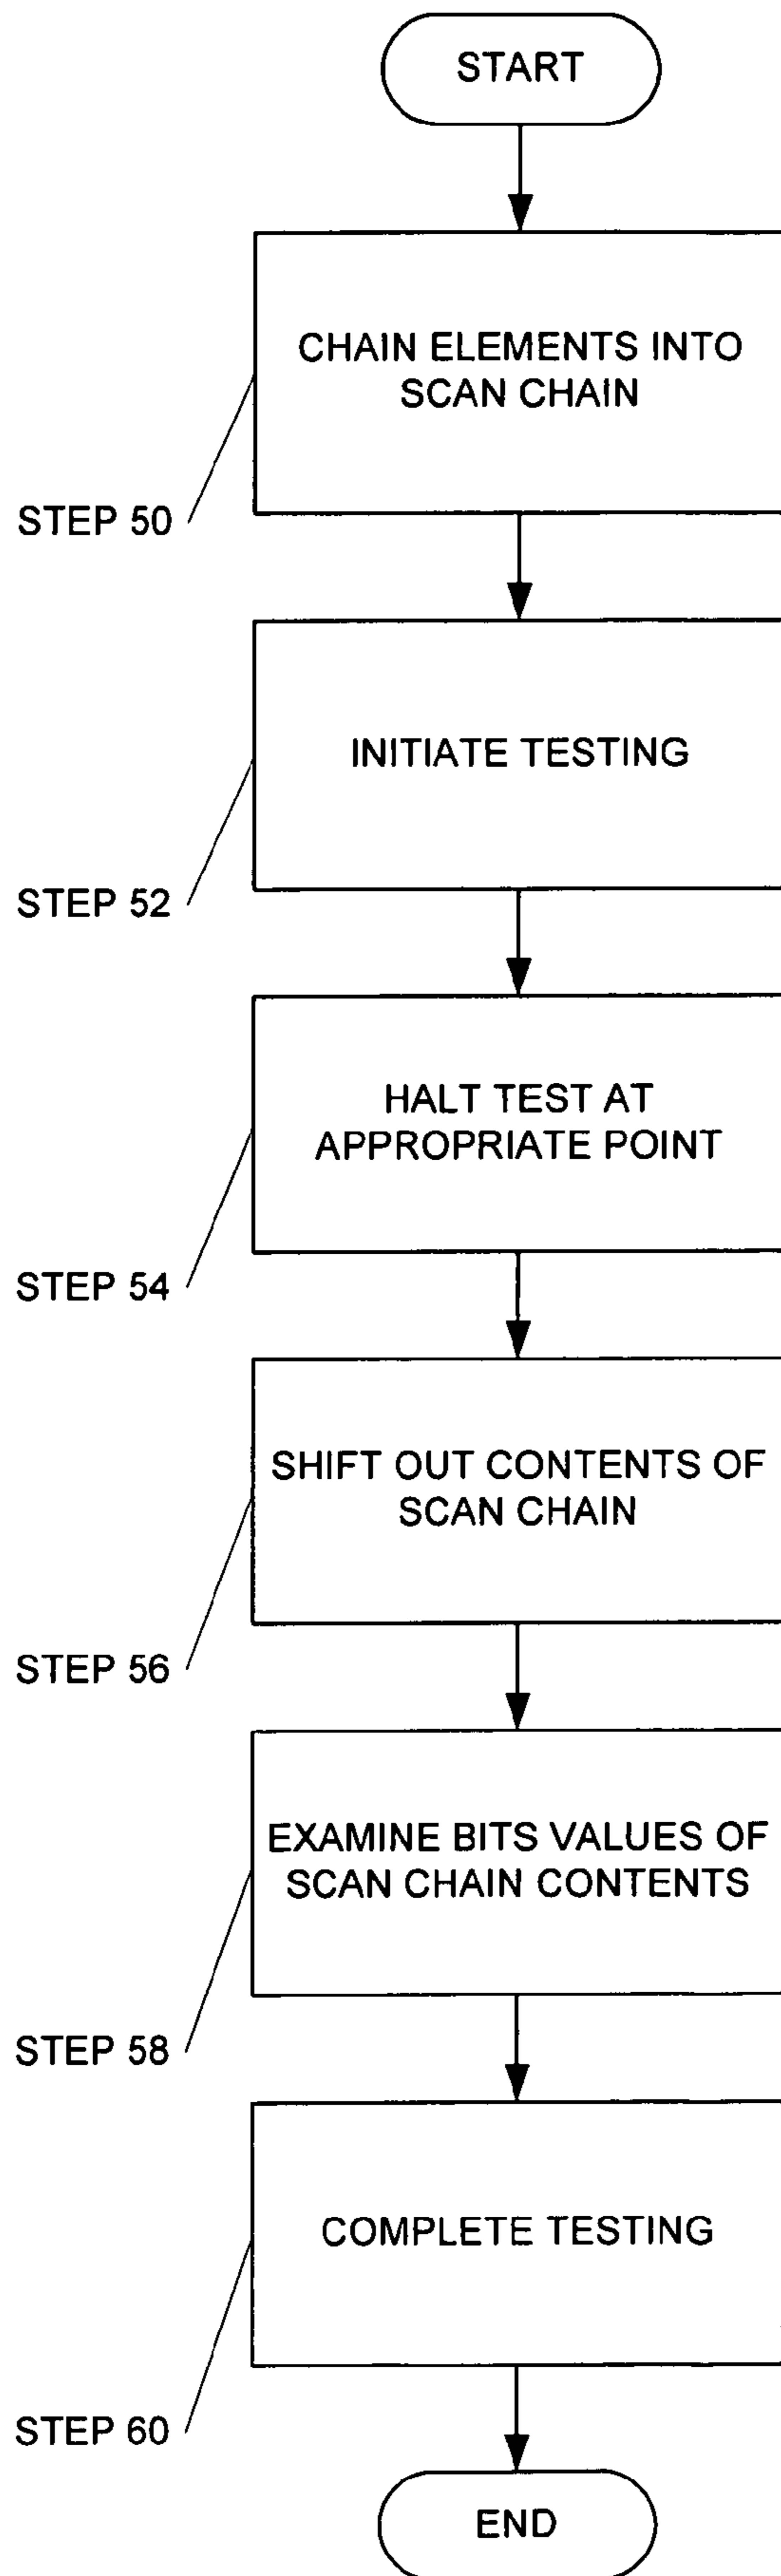 START
CHAIN ELEMENTS INTO
SCAN CHAIN
STEP 50
INITIATE TESTING
STEP 52
HALT TEST AT
APPROPRIATE POINT
STEP 54
SHIFT OUT CONTENTS OF
SCAN CHAIN
STEP 56
EXAMINE BITS VALUES OF
SCAN CHAIN CONTENTS
STEP 58
COMPLETE TESTING
STEP 60
END